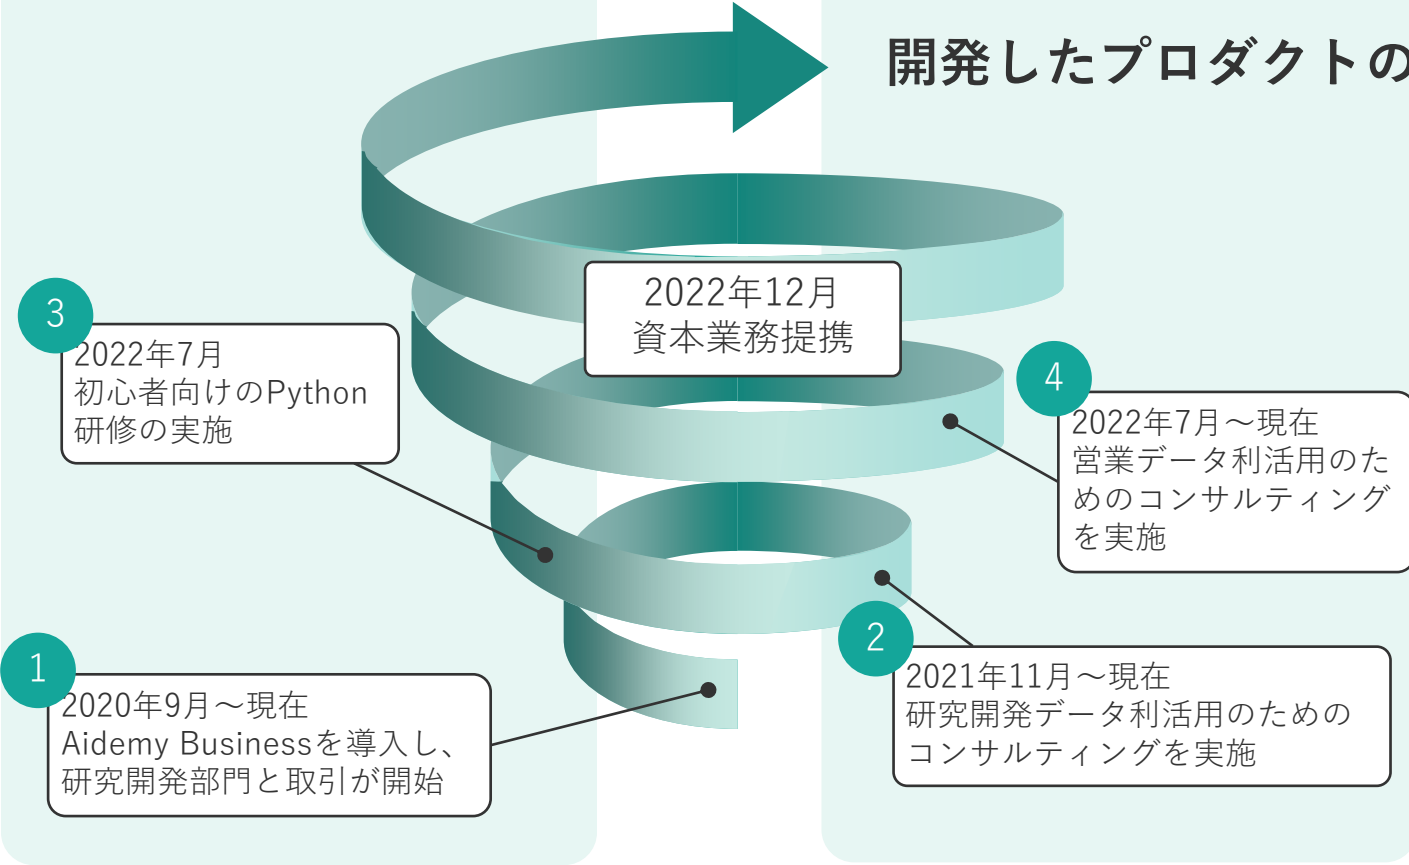 開発したプロダクトの
2022年12月
資本業務提携
3
2022年7月
初心者向けのPython
研修の実施
4
2022年7月～現在
営業データ利活用のた
めのコンサルティング
を実施
1
2020年9月～現在
Aidemy Businessを導入し、
研究開発部門と取引が開始
2
2021年11月～現在
研究開発データ利活用のための
コンサルティングを実施